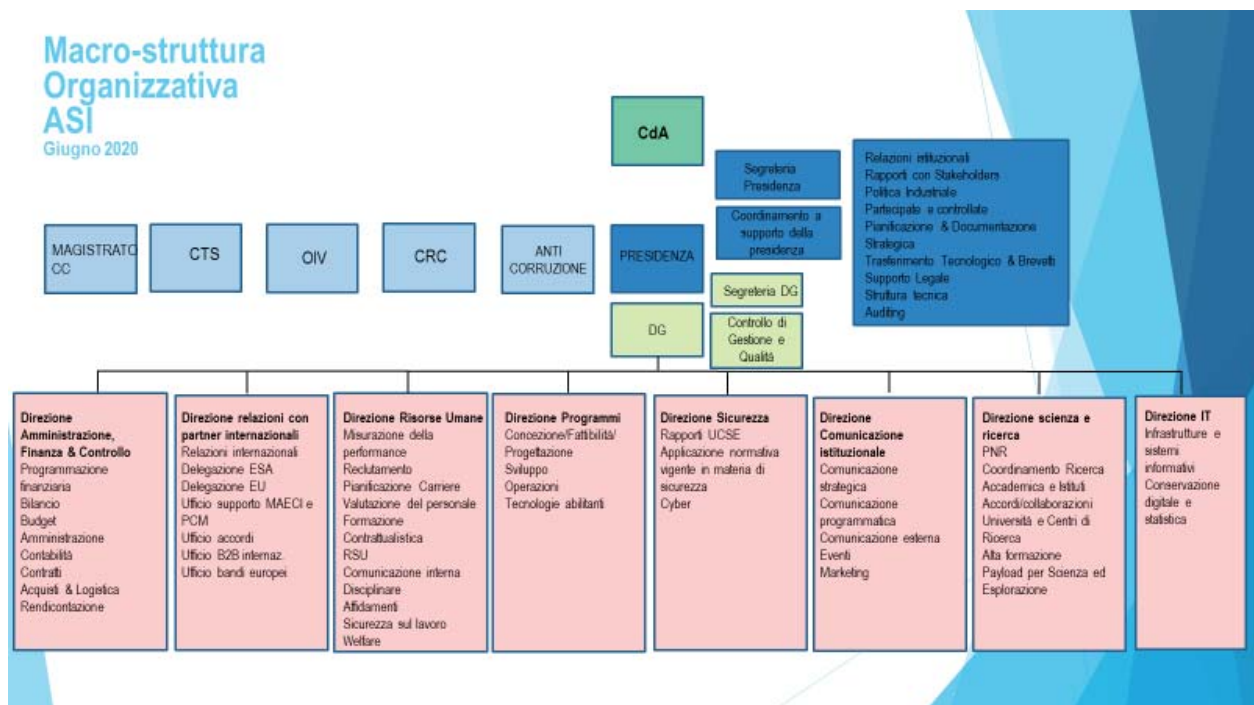 Macro-struttura
Organizzativa
ASI
Giugno 2020
CdA
Segreteria
Presidenza
Coordinamento a
supporto della
presidenza
Relazioni istituzionali
Rapporti con Stakeholders
Politica Industriale
Partecipate e controllate
Pianificazione & Documentazione
Strategica
Trasferimento Tecnologico & Brevetti
Supporto Legale
Struttura tecnica
Auditing
MAGISTRATO
CC
CTS
OIV
CRC
ANTI
CORRUZIONE
PRESIDENZA
DG
Segreteria DG
Controllo di
Gestione e
Qualità
Direzione
Amministrazione,
Finanza & Controllo
Programmazione
finanziaria
Bilancio
Budget
Amministrazione
Contabilità
Contratti
Acquisti & Logistica
Rendicontazione
Direzione relazioni con
partner internazionali
Relazioni internazionali
Delegazione ESA
Delegazione EU
Ufficio supporto MAECI e
PCM
Ufficio accordi
Ufficio B2B internaz.
Ufficio bandi europei
Direzione Risorse Umane
Misurazione della
performance
Reclutamento
Pianificazione Carriere
Valutazione del personale
Formazione
Contrattualistica
RSU
Comunicazione interna
Disciplinare
Affidamenti
Sicurezza sul lavoro
Welfare
Direzione Programmi
Concezione/Fattibilità/
Progettazione
Sviluppo
Operazioni
Tecnologie abilitanti
Direzione Sicurezza
Rapporti UCSE
Applicazione normativa
vigente in materia di
sicurezza
Cyber
Direzione
Comunicazione
istituzionale
Comunicazione
strategica
Comunicazione
programmatica
Comunicazione esterna
Eventi
Marketing
Direzione scienza e
ricerca
PNR
Coordinamento Ricerca
Accademica e Istituti
Accordi/collaborazioni
Università e Centri di
Ricerca
Alta formazione
Payload per Scienza ed
Esplorazione
Direzione IT
Infrastrutture e
sistemi
informativi
Conservazione
digitale e
statistica